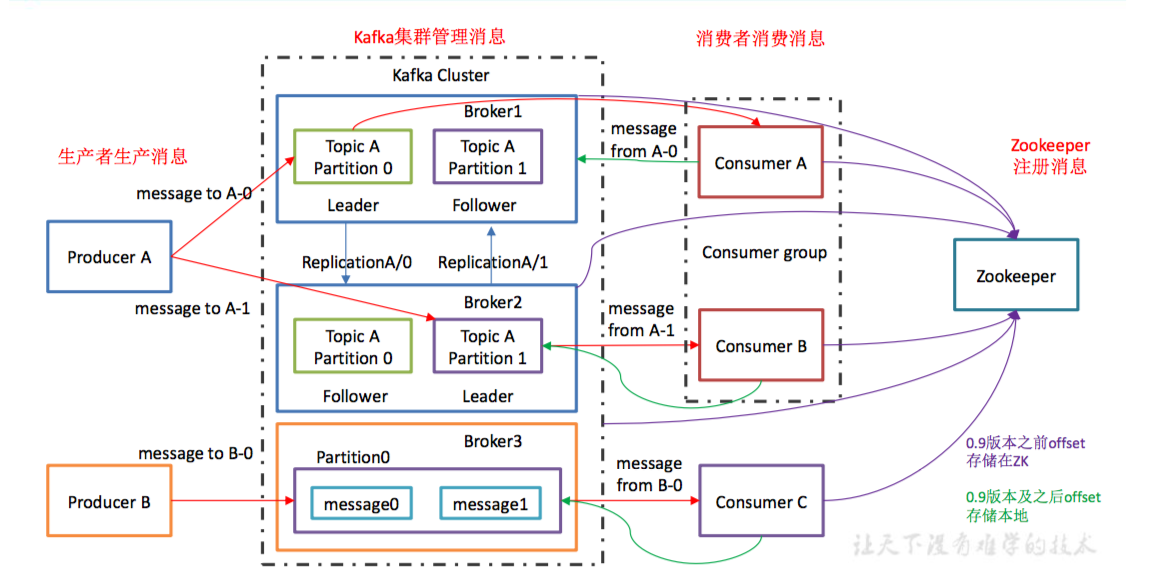 Kafka集群管理消息
消费者消费消息
Kafka Cluster
Broker1
Topic A
Partition 0
Topic A
Partition 1
Leader
Follower
生产者生产消息
message to A-0
Producer A
message to A-1
ReplicationA/0
ReplicationA/1
Broker2
Topic A
Partition 0
Topic A
Partition 1
Follower
Leader
message
from A-0
Consumer A
Consumer group
message
from A-1
Consumer B
Zookeeper
注册消息
Zookeeper
message to B-0
Producer B
Broker3
Partition0
message0
message1
message
from B-0
Consumer C
0.9版本之前offset
存储在ZK
0.9版本及之后offset
存储本地
让天下没有难学的技术